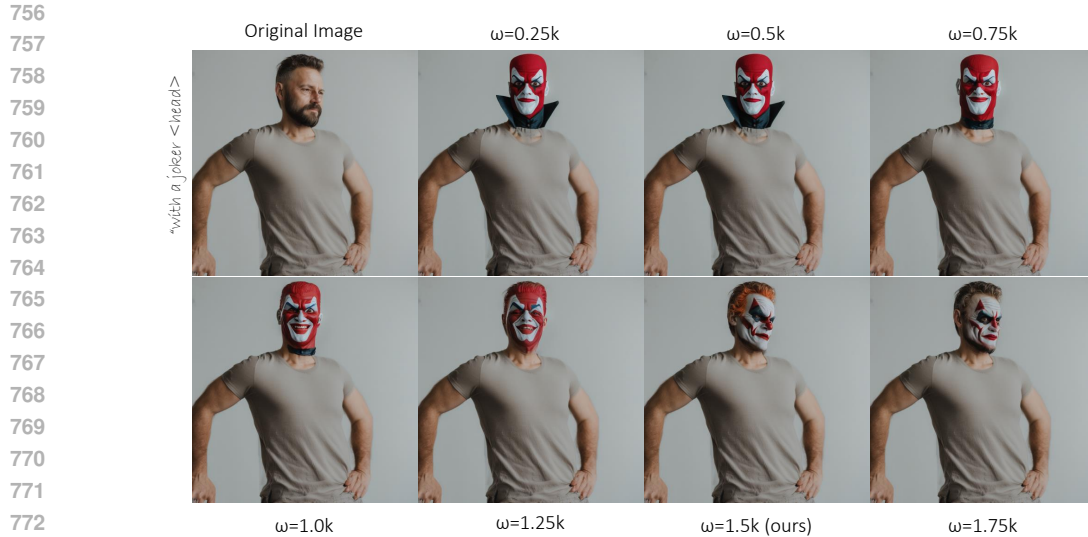 756
757
758
759
760
761
762
763
764
765
766
767
768
769
770
771
772
Original Image
ω=0.25k
ω=0.5k
ω=0.75k
“with a joker <head>
ω=1.0k
ω=1.25k
ω=1.5k (ours)
ω=1.75k